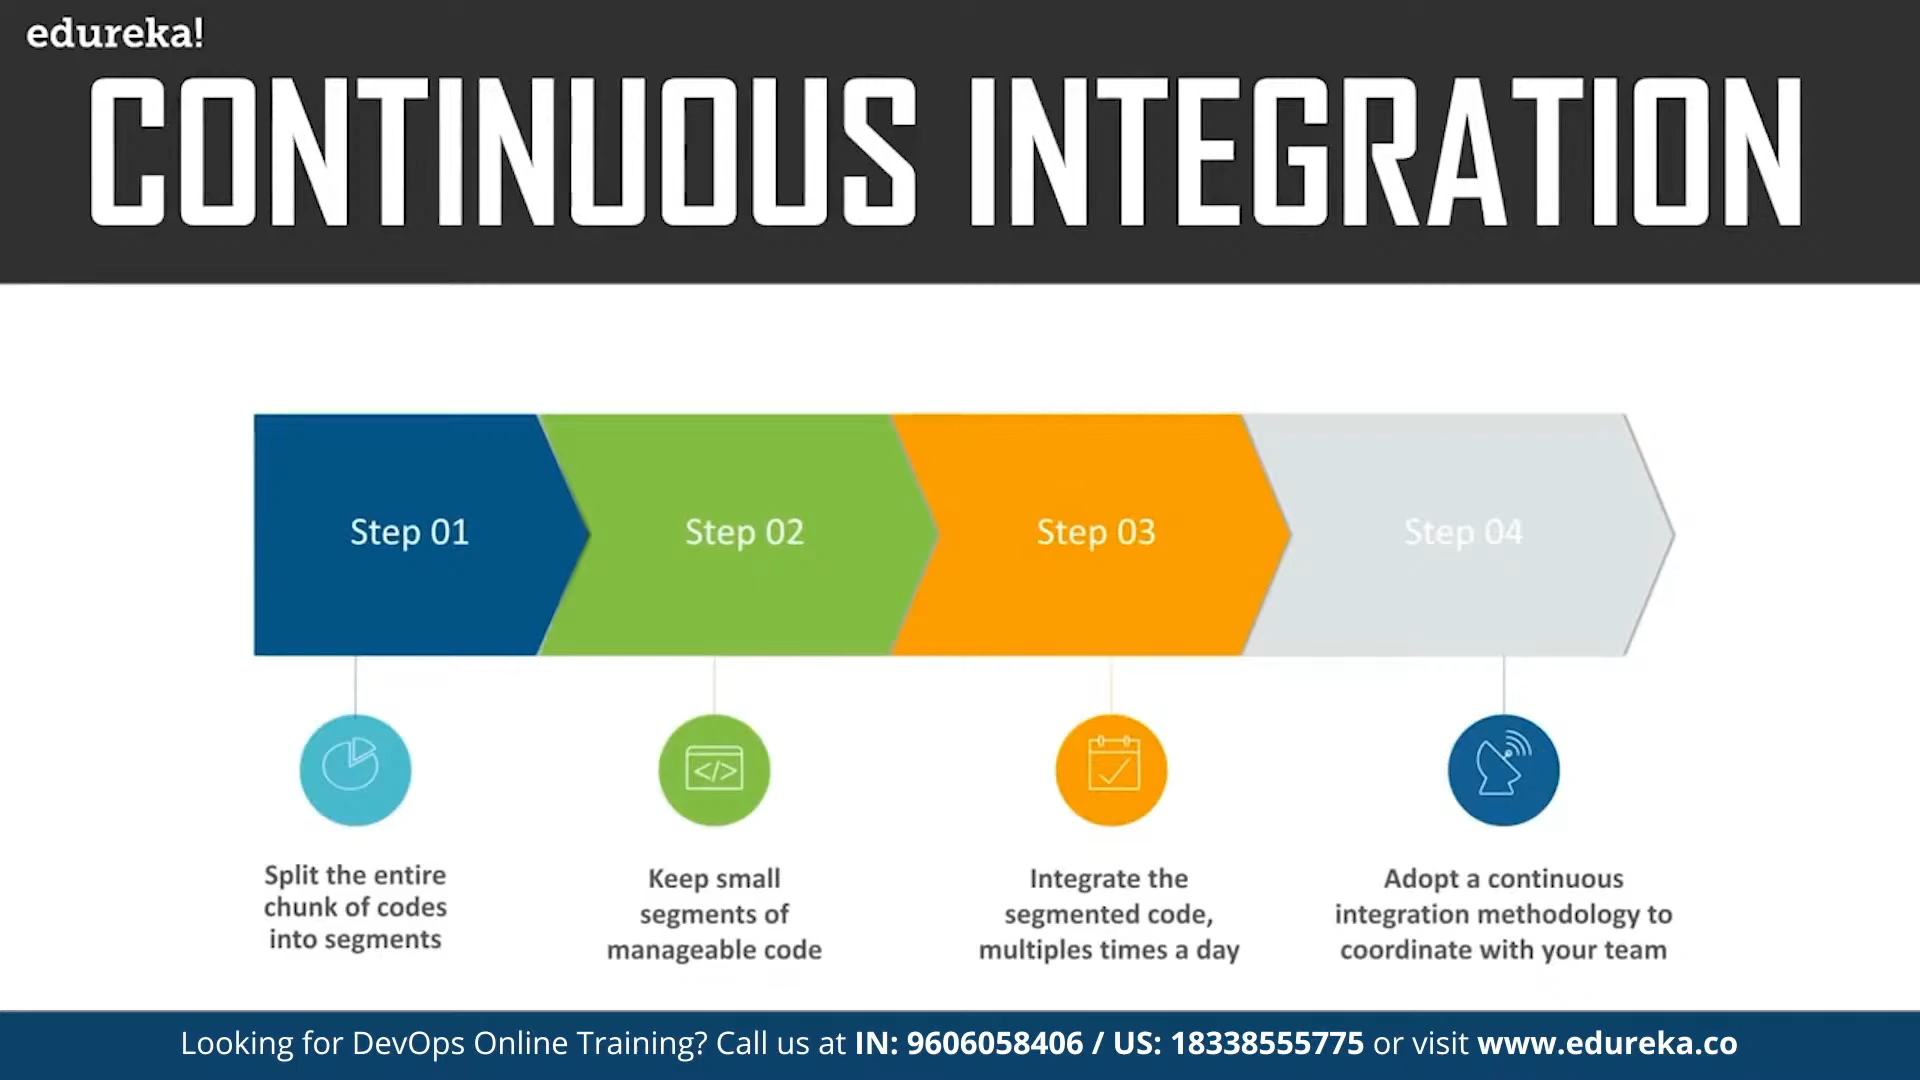 edureka!
CONTINUOUS INTEGRATION
Step 01
Step 02
Step 03
Step 04
</>
Split the entire
chunk of codes
into segments
Keep small
segments of
manageable code
Integrate the
segmented code,
multiples times a day
Adopt a continuous
integration methodology to
coordinate with your team
Looking for DevOps Online Training? Call us at IN: 9606058406 / US: 18338555775 or visit www.edureka.co